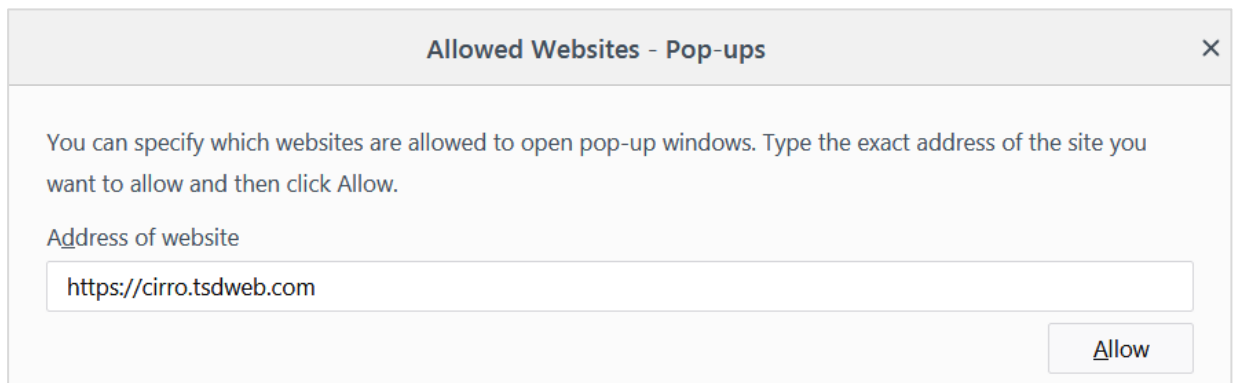 Allowed Websites - Pop-ups
You can specify which websites are allowed to open pop-up windows. Type the exact address of the site you
want to allow and then click Allow.
Address of website
https://cirro.tsdweb.com
Allow